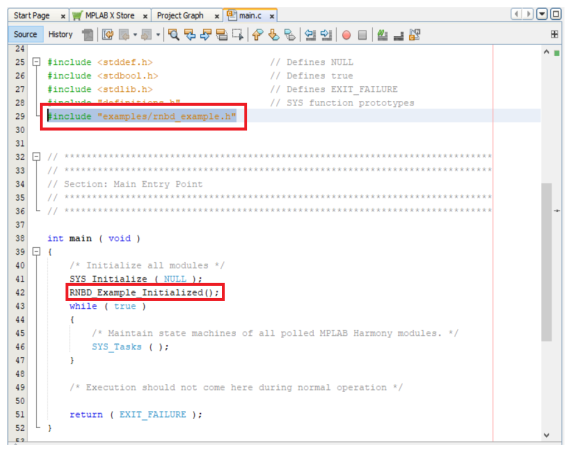 Start Page x MPLAB X Store x Project Graph x main.c x
Source History
24
25 #include <stddef.h> // Defines NULL
26 #include <stdbool.h> // Defines true
27 #include <stdlib.h> // Defines EXIT_FAILURE
28 #include "definitions.h" // SYS function prototypes
29 #include "examples/rnbd_example.h"
30
31
32 // *****************************************************************************
33 // *****************************************************************************
34 // Section: Main Entry Point
35 // *****************************************************************************
36 // *****************************************************************************
37
38 int main ( void )
39 {
40 /* Initialize all modules */
41 SYS_Initialize ( NULL );
42 RNBD_Example_Initialized();
43 while ( true )
44 {
45 /* Maintain state machines of all polled MPLAB Harmony modules. */
46 SYS_Tasks ( );
47 }
48
49 /* Execution should not come here during normal operation */
50
51 return ( EXIT_FAILURE );
52 }
53